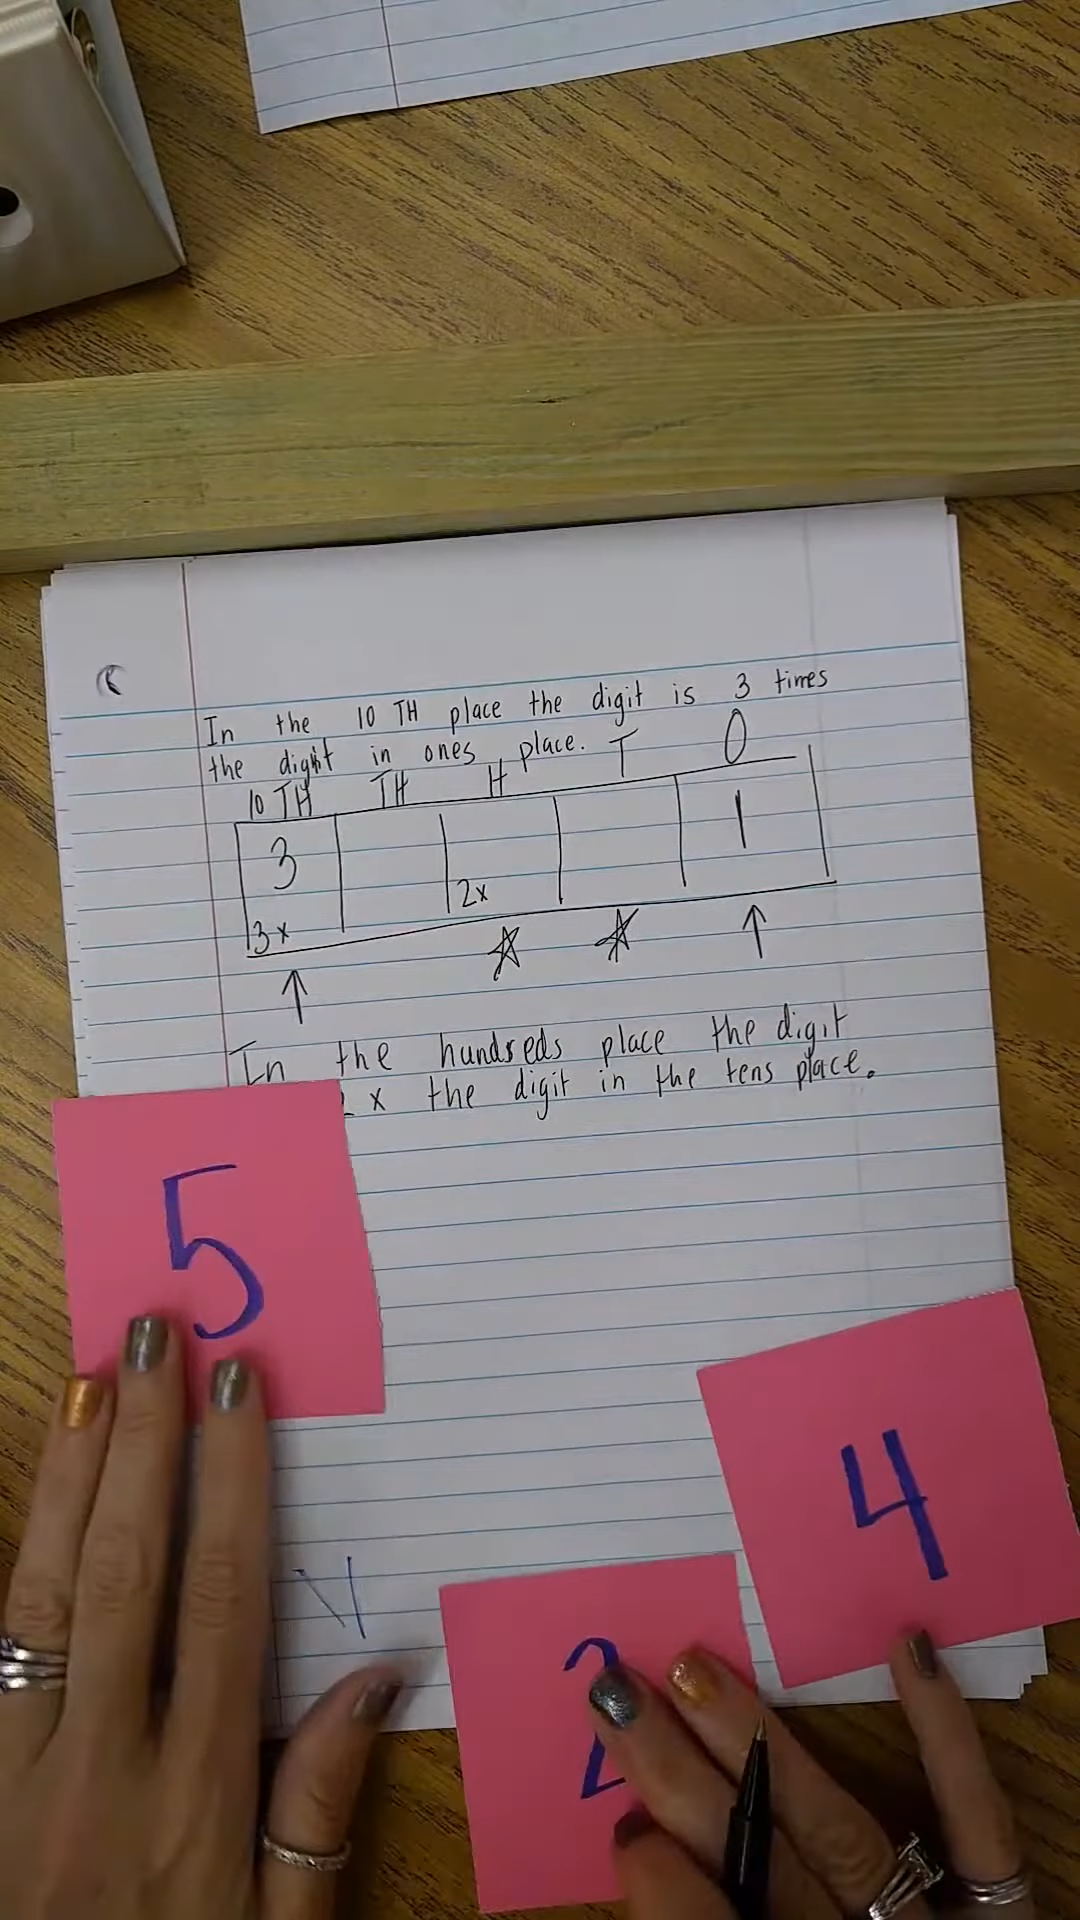 In the 10 TH place the digit is 3 times
the digit in ones place.
10 TH TH H T O
3 1
3x 2x
In the hundreds place the digit
2 x the digit in the tens place.
5
4
2